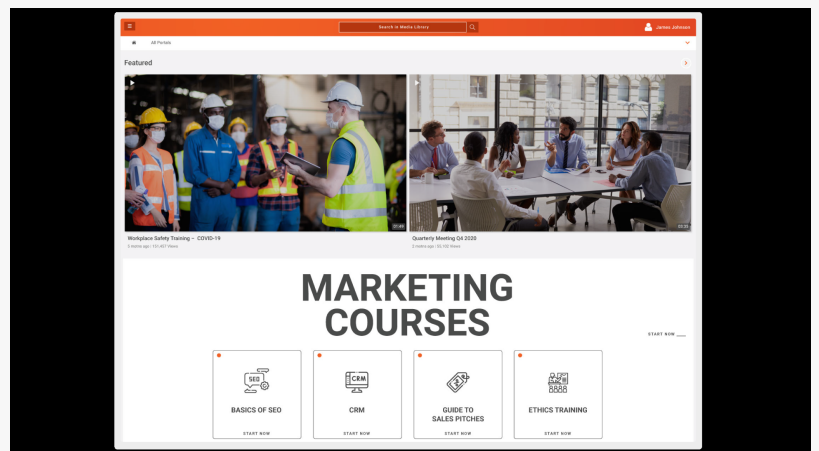 Search in Media Library
James Johnson
All Portals
Featured
01:49
Workplace Safety Training – COVID-19
Quarterly Meeting Q4 2020
MARKETING
COURSES
START NOW
SEO
CRM
BASICS OF SEO
CRM
GUIDE TO
SALES PITCHES
ETHICS TRAINING
START NOW
START NOW
START NOW
START NOW